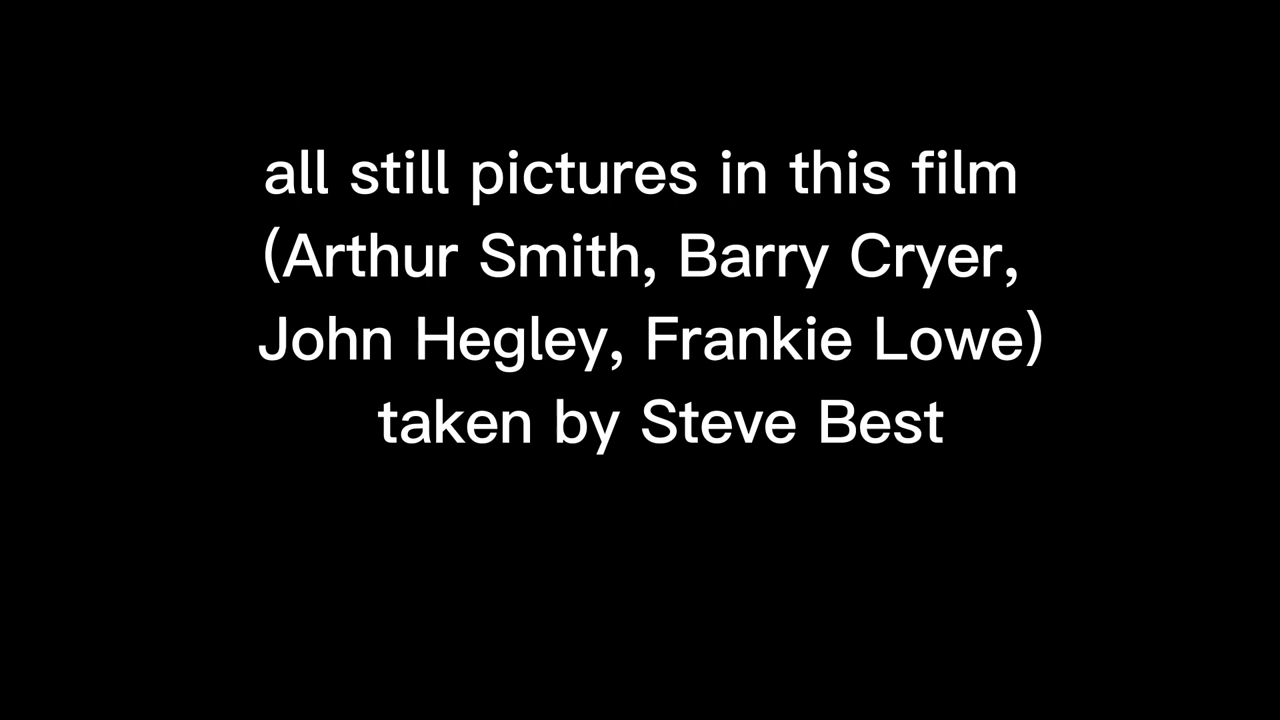 all still pictures in this film
(Arthur Smith, Barry Cryer,
John Hegley, Frankie Lowe)
taken by Steve Best